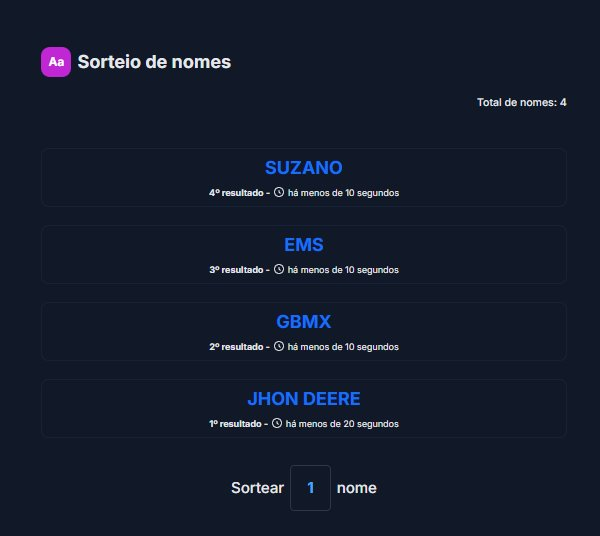 Aa Sorteio de nomes
Total de nomes: 4
SUZANO
4º resultado - há menos de 10 segundos
EMS
3º resultado - há menos de 10 segundos
GBMX
2º resultado - há menos de 10 segundos
JHON DEERE
1º resultado - há menos de 20 segundos
Sortear 1 nome